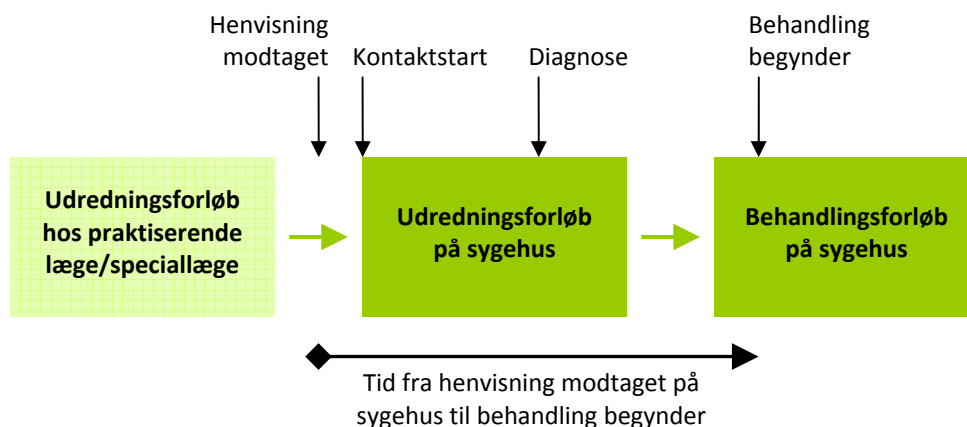 Henvisning
modtaget
Kontaktstart
Diagnose
Behandling
begynder
Udredningsforløb
hos praktiserende
læge/speciallæge
Udredningsforløb
på sygehus
Behandlingsforløb
på sygehus
Tid fra henvisning modtaget på
sygehus til behandling begynder